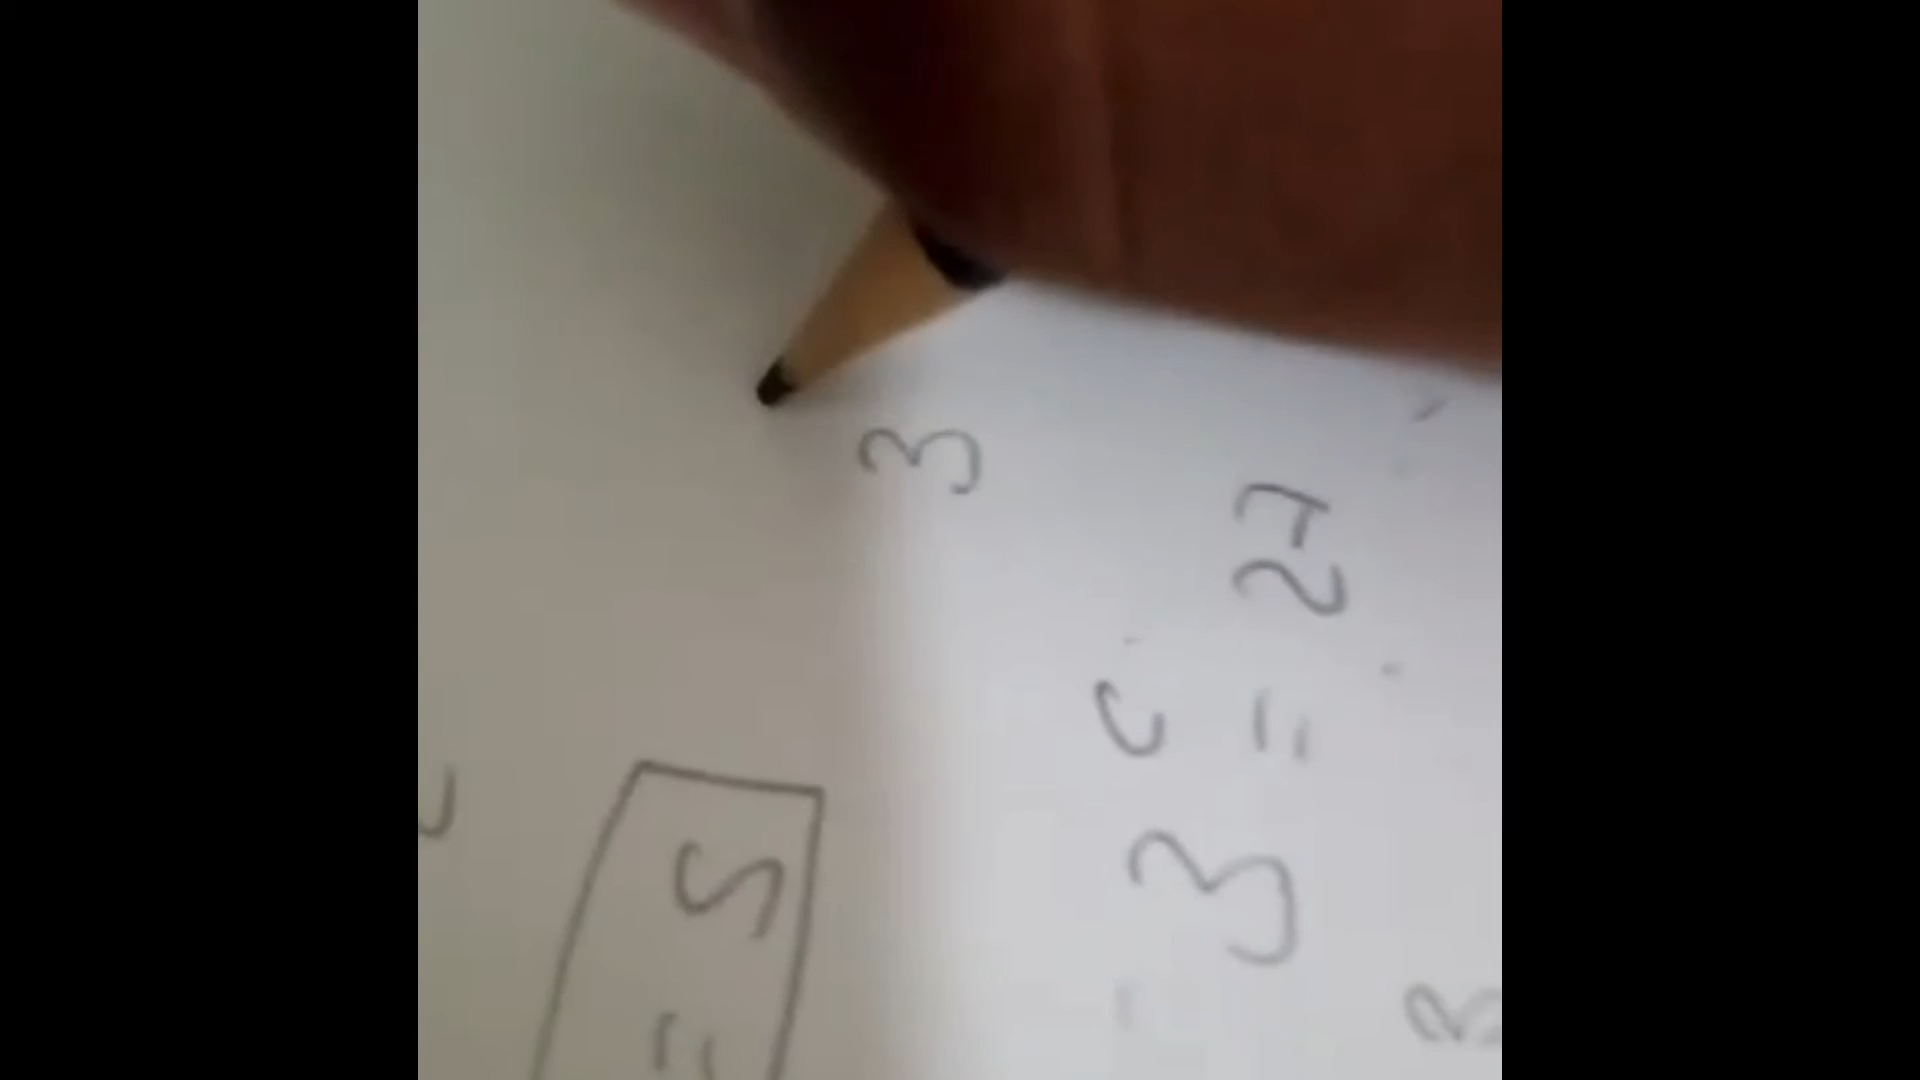 = 5
3
3ᶜ = 27